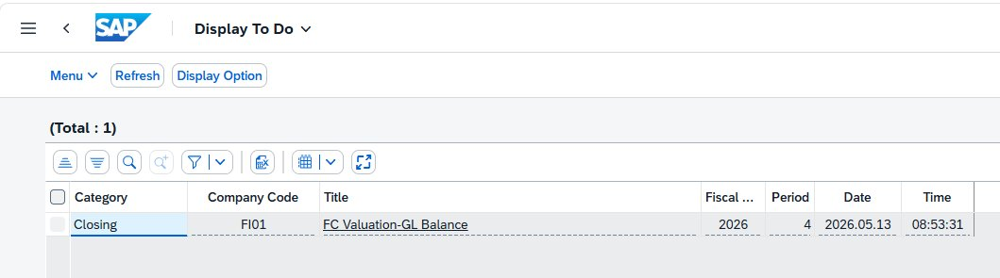 SAP Display To Do
Menu Refresh Display Option
(Total : 1)
Category Company Code Title Fiscal ... Period Date Time
Closing FI01 FC Valuation-GL Balance 2026 4 2026.05.13 08:53:31